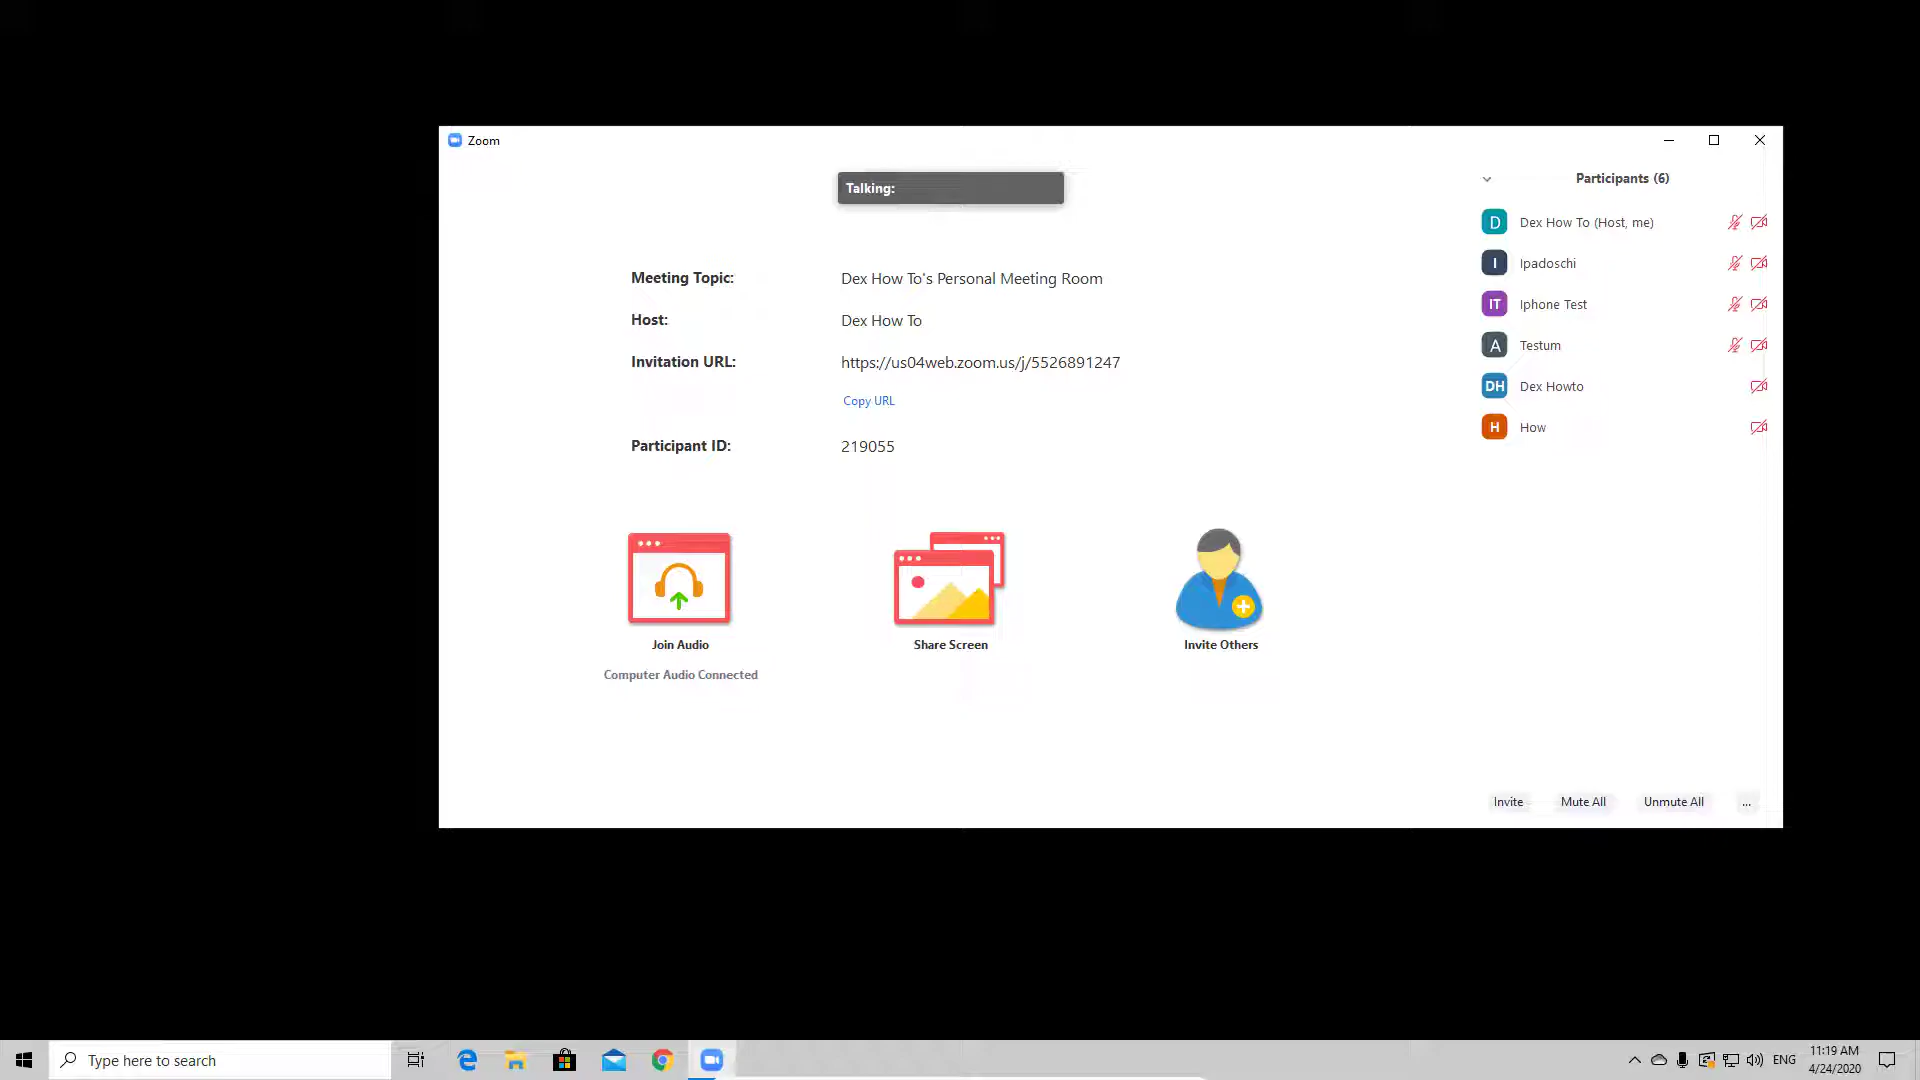 Zoom
Talking:
Participants (6)
D Dex How To (Host, me)
I Ipadoschi
IT Iphone Test
A Testum
DH Dex Howto
H How
Meeting Topic: Dex How To's Personal Meeting Room
Host: Dex How To
Invitation URL: https://us04web.zoom.us/j/5526891247
Copy URL
Participant ID: 219055
Join Audio
Share Screen
Invite Others
Computer Audio Connected
Invite
Mute All
Unmute All
...
Type here to search
ENG
11:19 AM
4/24/2020